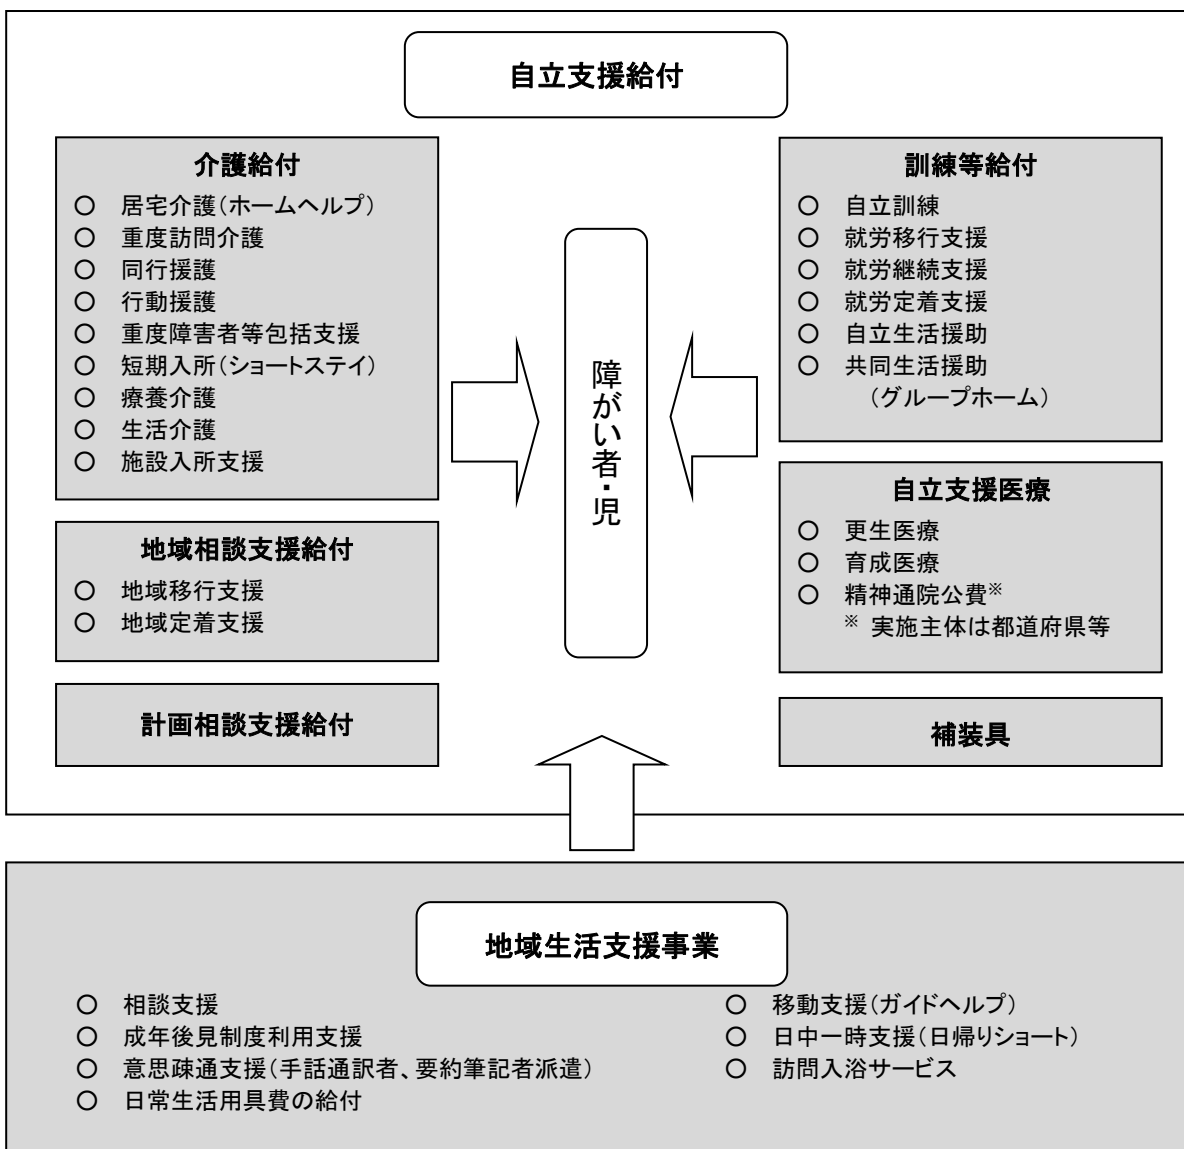 自立支援給付
介護給付
○ 居宅介護(ホームヘルプ)
○ 重度訪問介護
○ 同行援護
○ 行動援護
○ 重度障害者等包括支援
○ 短期入所(ショートステイ)
○ 療養介護
○ 生活介護
○ 施設入所支援
地域相談支援給付
○ 地域移行支援
○ 地域定着支援
計画相談支援給付
障がい者・児
訓練等給付
○ 自立訓練
○ 就労移行支援
○ 就労継続支援
○ 就労定着支援
○ 自立生活援助
○ 共同生活援助
(グループホーム)
自立支援医療
○ 更生医療
○ 育成医療
○ 精神通院公費※
※ 実施主体は都道府県等
補装具
地域生活支援事業
○ 相談支援
○ 成年後見制度利用支援
○ 意思疎通支援(手話通訳者、要約筆記者派遣)
○ 日常生活用具費の給付
○ 移動支援(ガイドヘルプ)
○ 日中一時支援(日帰りショート)
○ 訪問入浴サービス